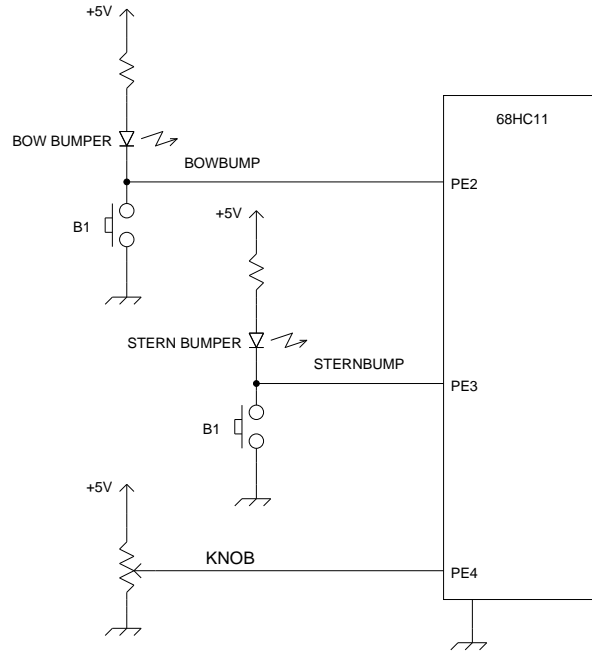 +5V
68HC11
BOW BUMPER
BOWBUMP
PE2
B1
+5V
STERN BUMPER
STERNBUMP
PE3
B1
+5V
KNOB
PE4